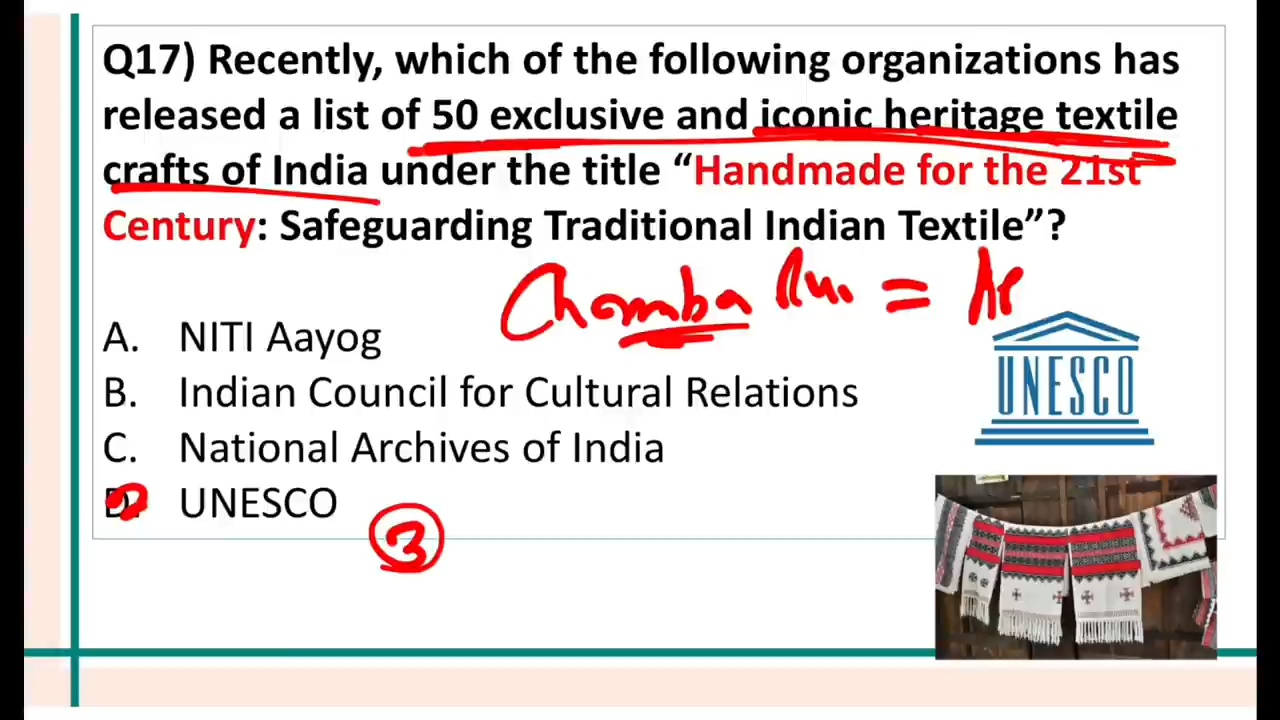 Q17) Recently, which of the following organizations has
released a list of 50 exclusive and iconic heritage textile
crafts of India under the title “Handmade for the 21st
Century: Safeguarding Traditional Indian Textile”?
Chamba
=
A. NITI Aayog
UNESCO
B. Indian Council for Cultural Relations
C. National Archives of India
D. UNESCO
3